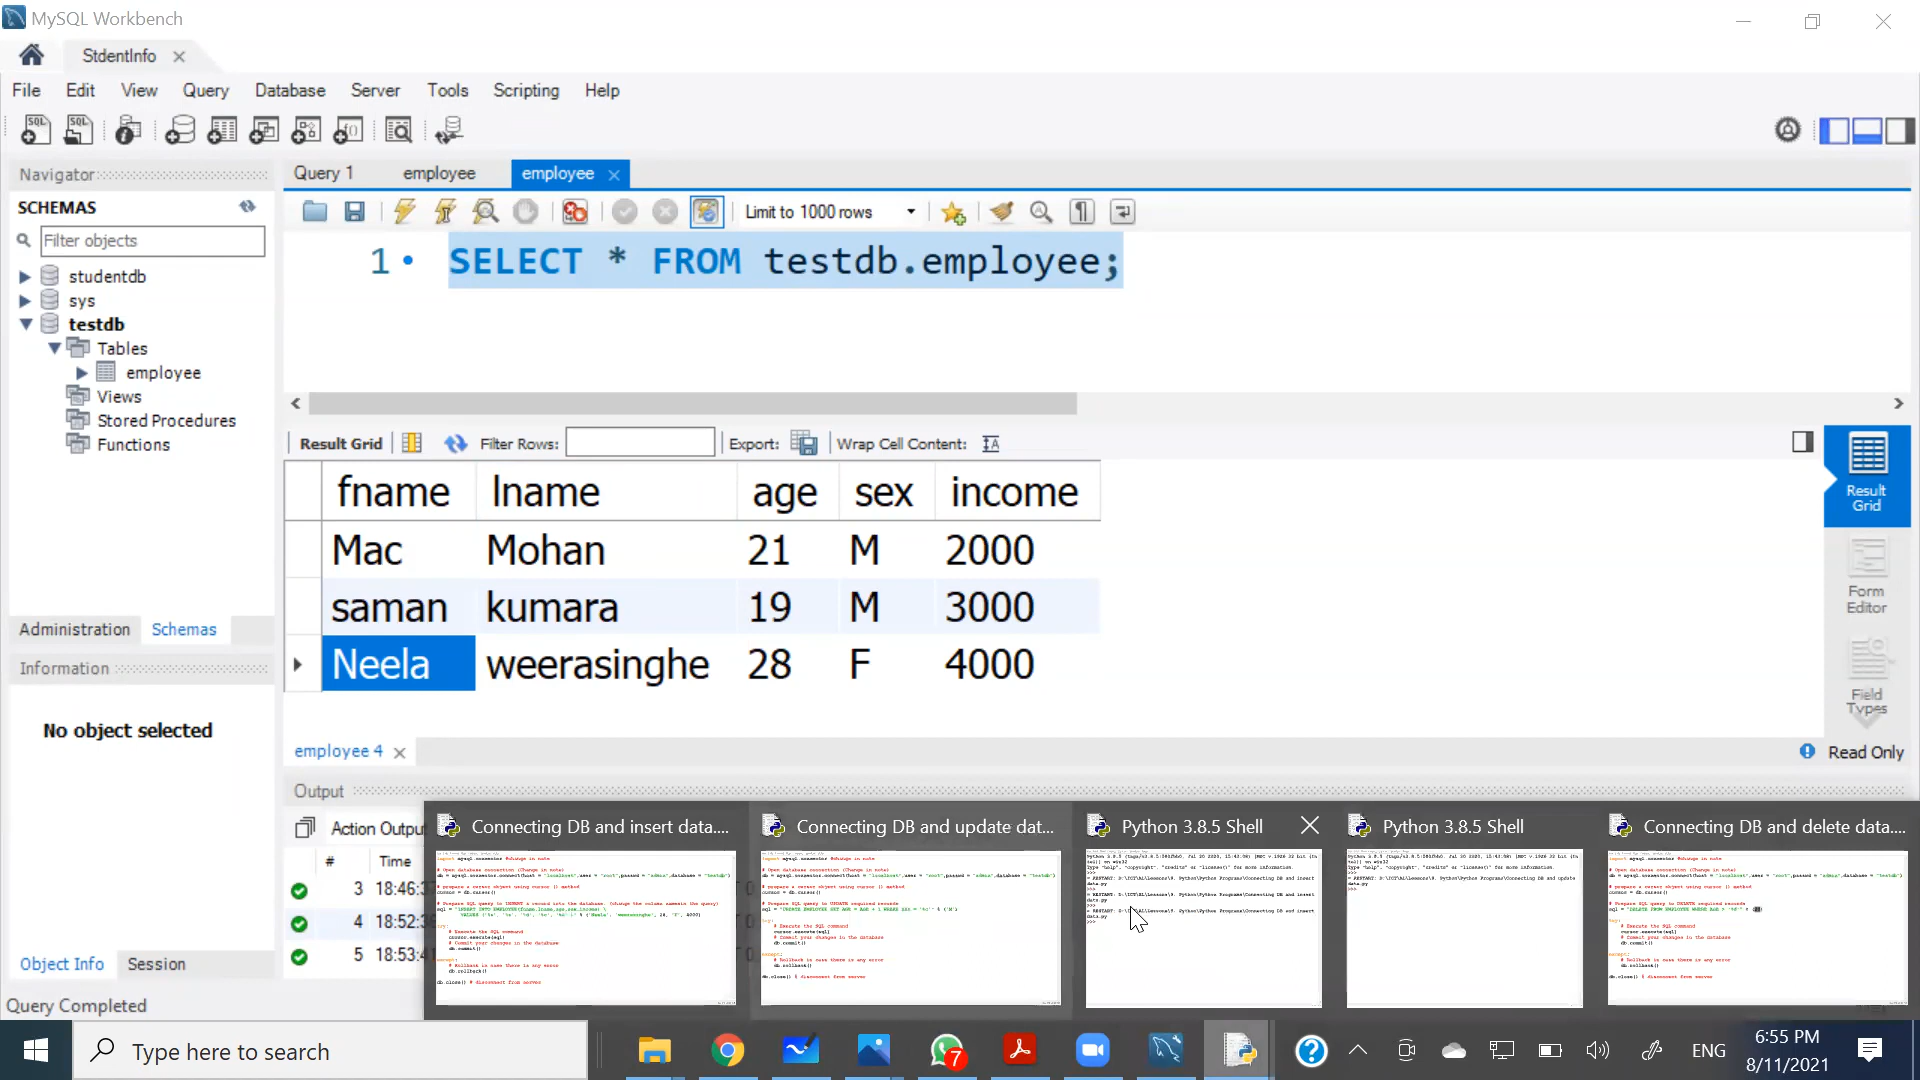 MySQL Workbench
StdentInfo
File Edit View Query Database Server Tools Scripting Help
Navigator
SCHEMAS
Filter objects
studentdb
sys
testdb
Tables
employee
Views
Stored Procedures
Functions
Administration Schemas
Information
No object selected
Object Info Session
Query Completed
Query 1 employee employee
Limit to 1000 rows
1 SELECT * FROM testdb.employee;
Result Grid Filter Rows: Export: Wrap Cell Content:
fname lname age sex income
Mac Mohan 21 M 2000
saman kumara 19 M 3000
Neela weerasinghe 28 F 4000
Result
Grid
Form
Editor
Field
Types
employee 4
Read Only
Output
Action Output
# Time
3 18:46:3
4 18:52:3
5 18:53:4
Connecting DB and insert data....
Connecting DB and update dat...
Python 3.8.5 Shell
Python 3.8.5 Shell
Connecting DB and delete data....
Type here to search
7
ENG
6:55 PM
8/11/2021